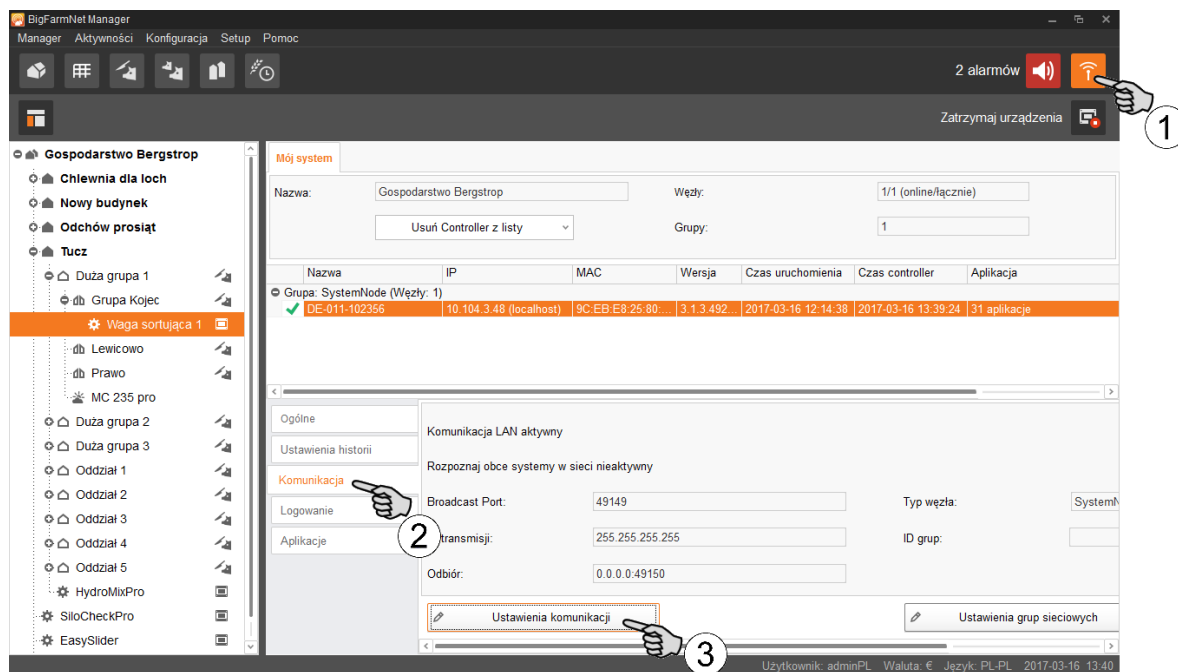 BigFarmNet Manager
Manager Aktywności Konfiguracja Setup Pomoc
2 alarmów
1
Zatrzymaj urządzenia
Gospodarstwo Bergstrop
Chlewnia dla loch
Nowy budynek
Odchów prosiąt
Tucz
Duża grupa 1
Grupa Kojec
Waga sortująca 1
Lewicowo
Prawo
MC 235 pro
Duża grupa 2
Duża grupa 3
Oddział 1
Oddział 2
Oddział 3
Oddział 4
Oddział 5
HydroMixPro
SiloCheckPro
EasySlider
Mój system
Nazwa: Gospodarstwo Bergstrop Węzły: 1/1 (online/łącznie)
Usuń Controller z listy Grupy: 1
Nazwa IP MAC Wersja Czas uruchomienia Czas controller Aplikacja
Grupa: SystemNode (Węzły: 1)
DE-011-102356 10.104.3.48 (localhost) 9C:EB:E8:25:80:... 3.1.3.492... 2017-03-16 12:14:38 2017-03-16 13:39:24 31 aplikacje
Ogólne
Ustawienia historii
Komunikacja
Logowanie
Aplikacje
2
Komunikacja LAN aktywny
Rozpoznaj obce systemy w sieci nieaktywny
Broadcast Port: 49149 Typ węzła: SystemN
transmisji: 255.255.255.255 ID grup:
Odbiór: 0.0.0.0:49150
Ustawienia komunikacji Ustawienia grup sieciowych
3
Użytkownik: adminPL Waluta: € Język: PL-PL 2017-03-16 13:40